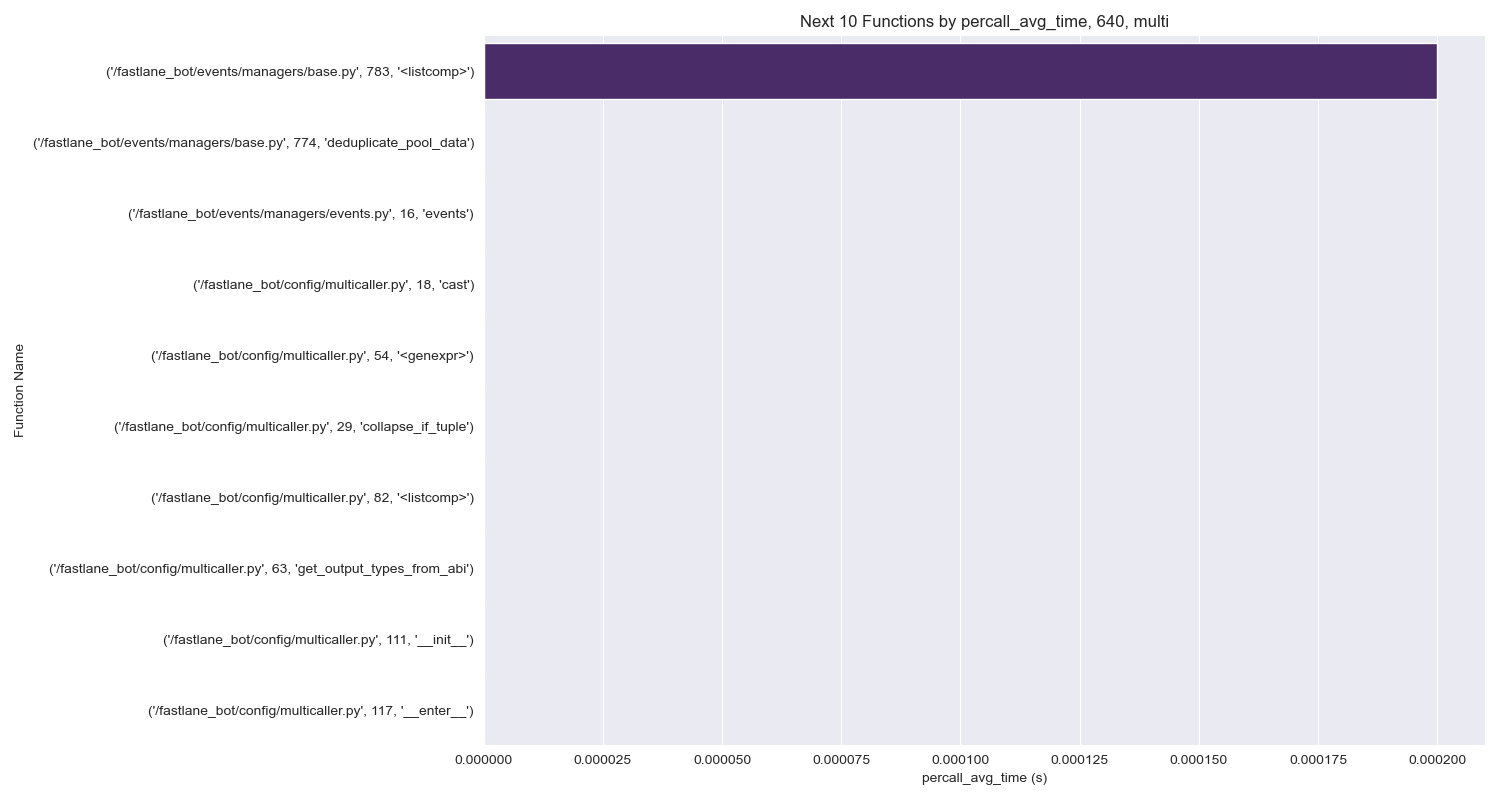 Next 10 Functions by percall_avg_time, 640, multi
('/fastlane_bot/events/managers/base.py', 783, '<listcomp>')
('/fastlane_bot/events/managers/base.py', 774, 'deduplicate_pool_data')
('/fastlane_bot/events/managers/events.py', 16, 'events')
('/fastlane_bot/config/multicaller.py', 18, 'cast')
('/fastlane_bot/config/multicaller.py', 54, '<genexpr>')
('/fastlane_bot/config/multicaller.py', 29, 'collapse_if_tuple')
('/fastlane_bot/config/multicaller.py', 82, '<listcomp>')
('/fastlane_bot/config/multicaller.py', 63, 'get_output_types_from_abi')
('/fastlane_bot/config/multicaller.py', 111, '__init__')
('/fastlane_bot/config/multicaller.py', 117, '__enter__')
Function Name
0.000000 0.000025 0.000050 0.000075 0.000100 0.000125 0.000150 0.000175 0.000200
percall_avg_time (s)